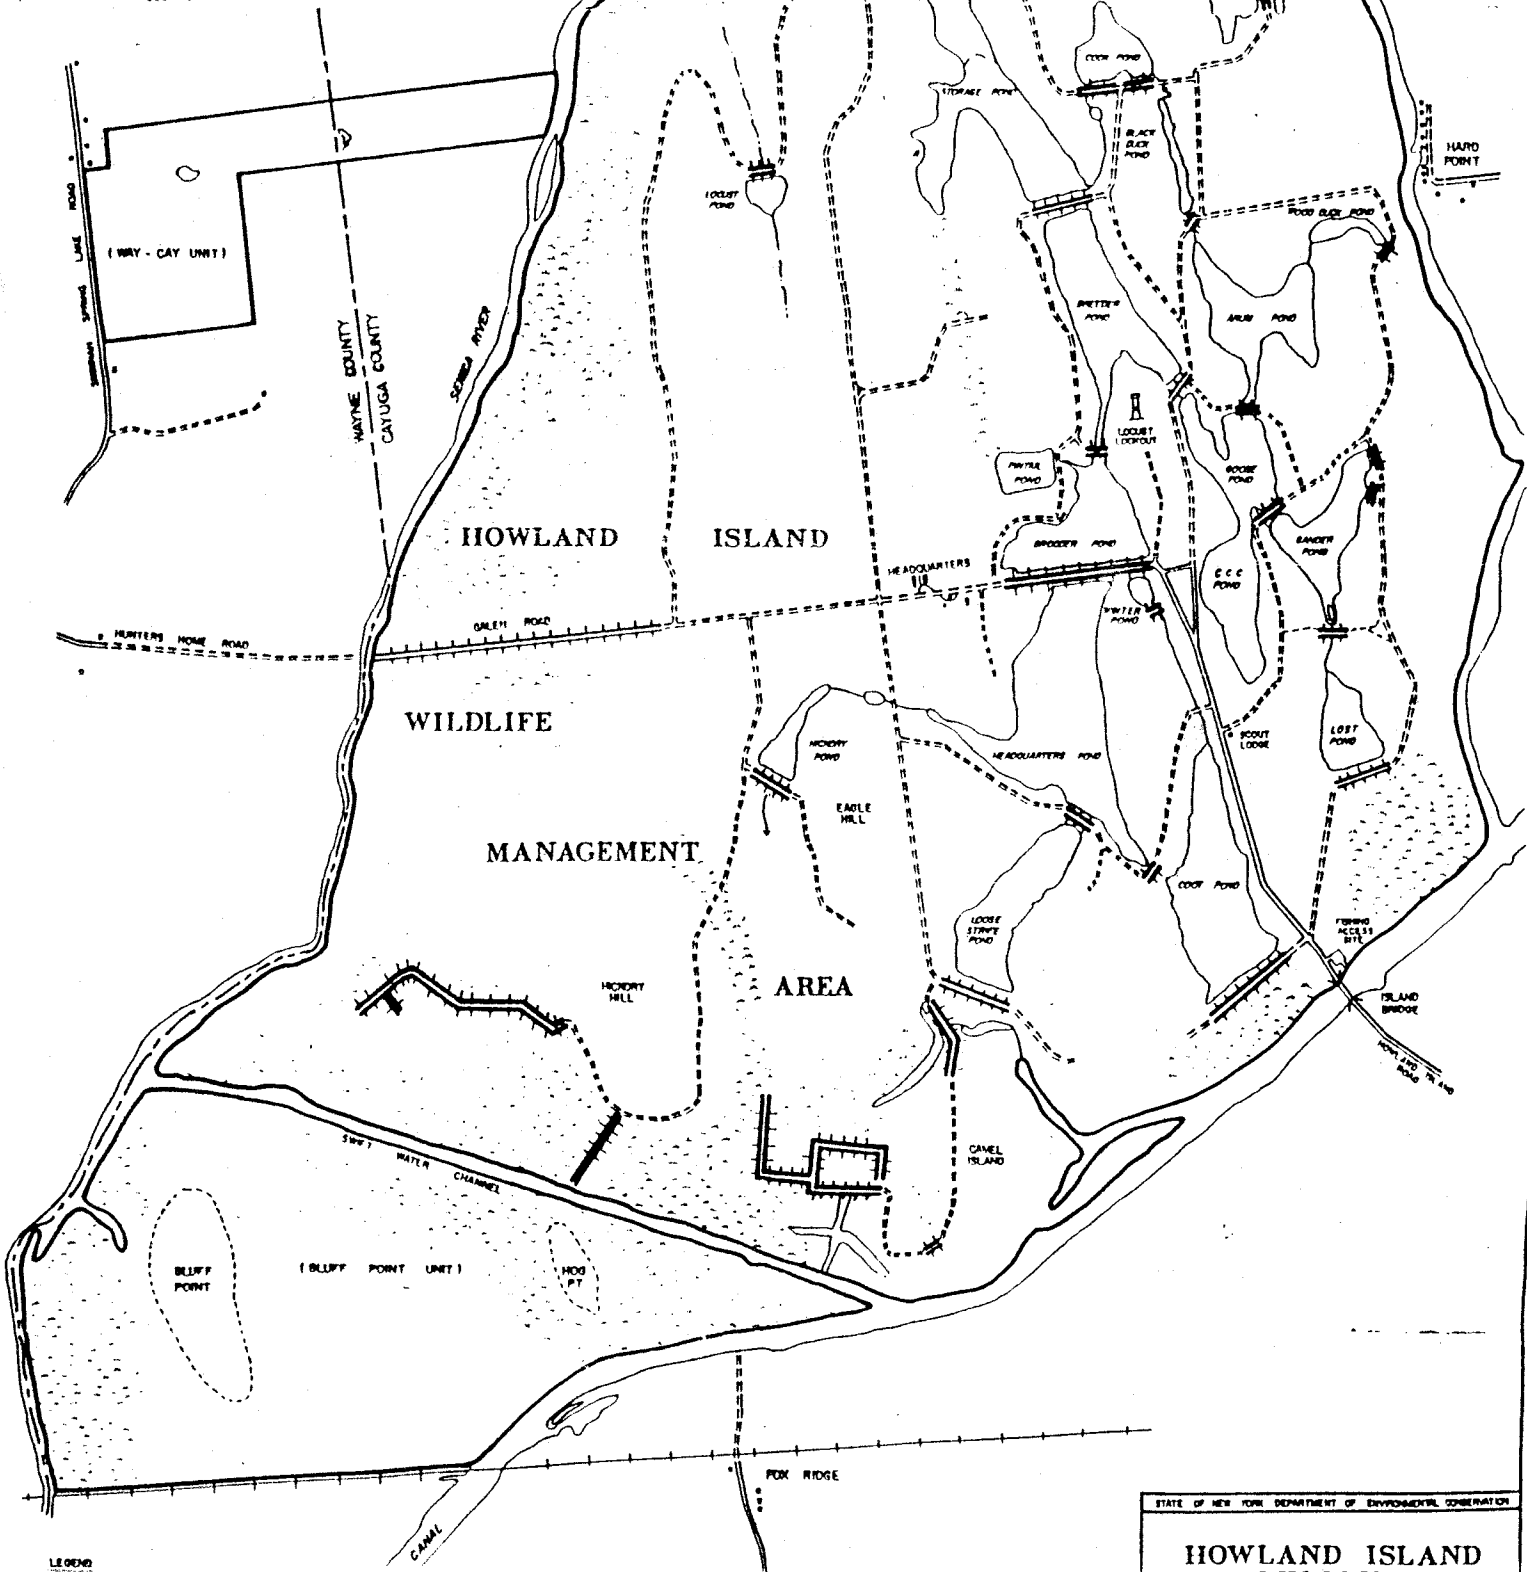 COOK POND
STORAGE POND
BLACK
DUCK
POND
HARD
POINT
LOCUST
POND
ROAD
LAKE
SPRING
(WAY - CAY UNIT)
WOOD DUCK POND
WAYNE COUNTY
CAYUGA COUNTY
SENECA RIVER
POND
POND
LOCUST
LOOKOUT
PINTAIL
POND
GOOSE
POND
HOWLAND ISLAND
BROODER POND
GANDER
POND
HEADQUARTERS
C.C.C
POND
POND
GALEN ROAD
HUNTERS HOME ROAD
WILDLIFE
HICKORY
POND
HEADQUARTERS POND
SCOUT
LODGE
LOST
POND
EAGLE
HILL
MANAGEMENT
COOT POND
LOOSE
STRIFE
POND
FISHING
ACCESS
SITE
HICKORY
HILL
AREA
ISLAND
BRIDGE
HOWLAND ISLAND
ROAD
SWIFT WATER CHANNEL
CAMEL
ISLAND
BLUFF
POINT
(BLUFF POINT UNIT)
HOG
PT
FOX RIDGE
CANAL
STATE OF NEW YORK DEPARTMENT OF ENVIRONMENTAL CONSERVATION
HOWLAND ISLAND
LEGEND